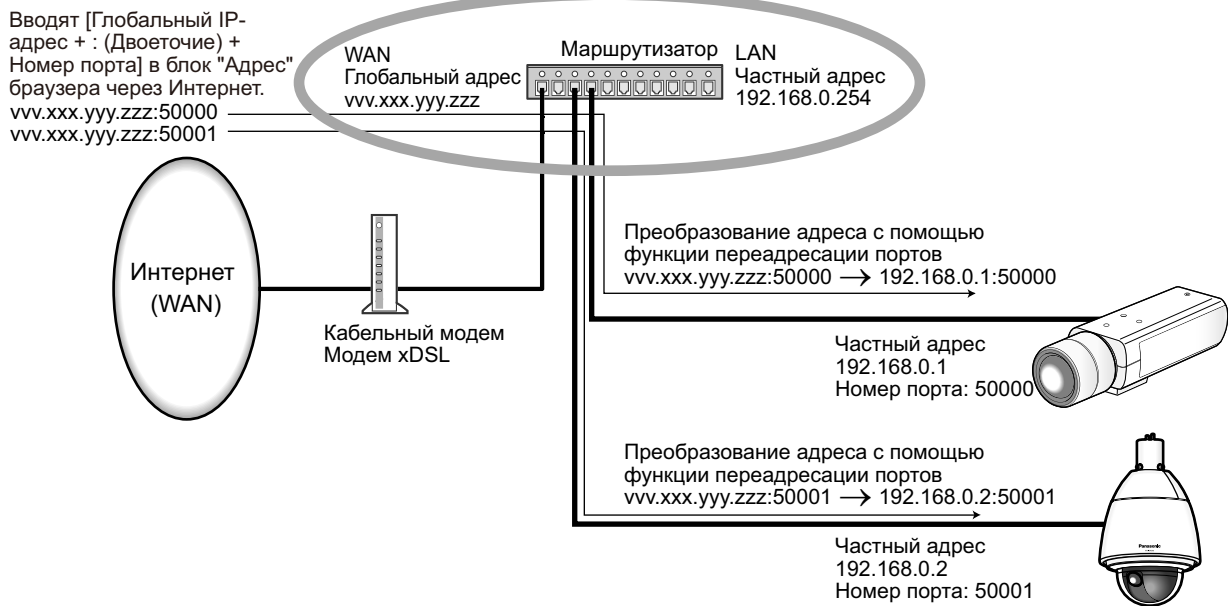 Вводят [Глобальный IP-
адрес + : (Двоеточие) +
Номер порта] в блок "Адрес"
браузера через Интернет.
vvv.xxx.yyy.zzz:50000
vvv.xxx.yyy.zzz:50001
WAN
Глобальный адрес
vvv.xxx.yyy.zzz
Маршрутизатор
LAN
Частный адрес
192.168.0.254
Интернет
(WAN)
Кабельный модем
Модем xDSL
Преобразование адреса с помощью
функции переадресации портов
vvv.xxx.yyy.zzz:50000 → 192.168.0.1:50000
Частный адрес
192.168.0.1
Номер порта: 50000
Преобразование адреса с помощью
функции переадресации портов
vvv.xxx.yyy.zzz:50001 → 192.168.0.2:50001
Panasonic
Частный адрес
192.168.0.2
Номер порта: 50001